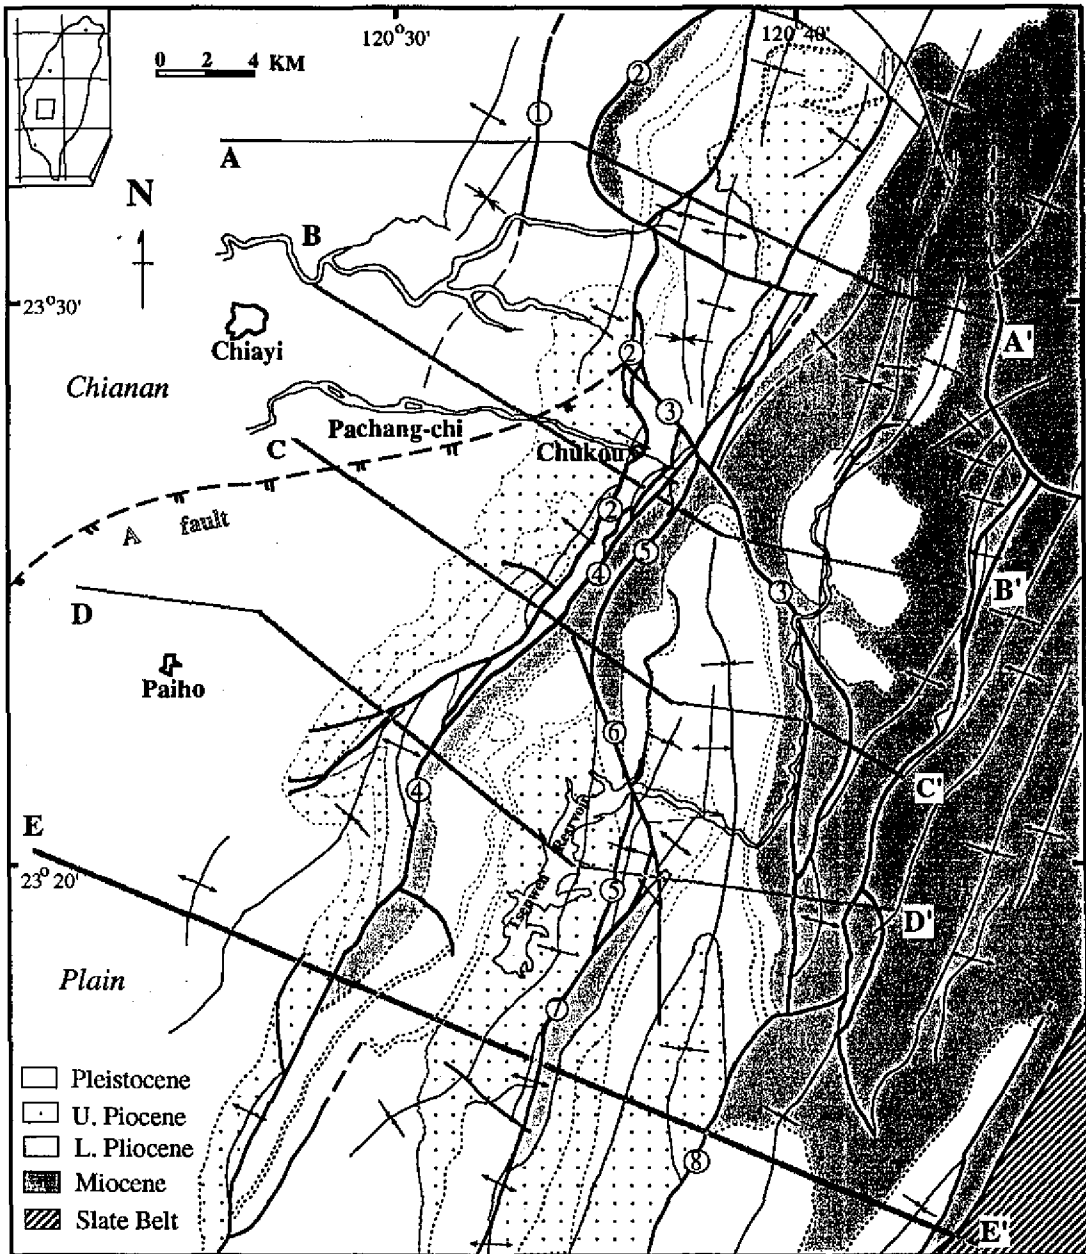 120°30'
120°40'
0 2 4 KM
2
1
A
N
B
23°30'
Chiayi
A'
2
Chianan
3
Pachang-chi
C
Chukou
2
A fault
5
4
3
B'
D
Paiho
6
C'
4
E
Reservoir
23°20'
5
Tsengwen
D'
Plain
7
Pleistocene
U. Piocene
L. Pliocene
8
Miocene
Slate Belt
E'